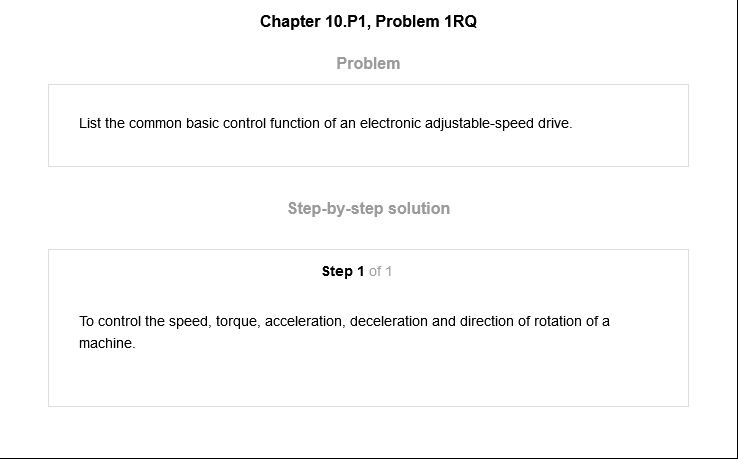 Chapter 10.P1, Problem 1RQ
Problem
List the common basic control function of an electronic adjustable-speed drive.
Step-by-step solution
Step 1 of 1
To control the speed, torque, acceleration, deceleration and direction of rotation of a
machine.